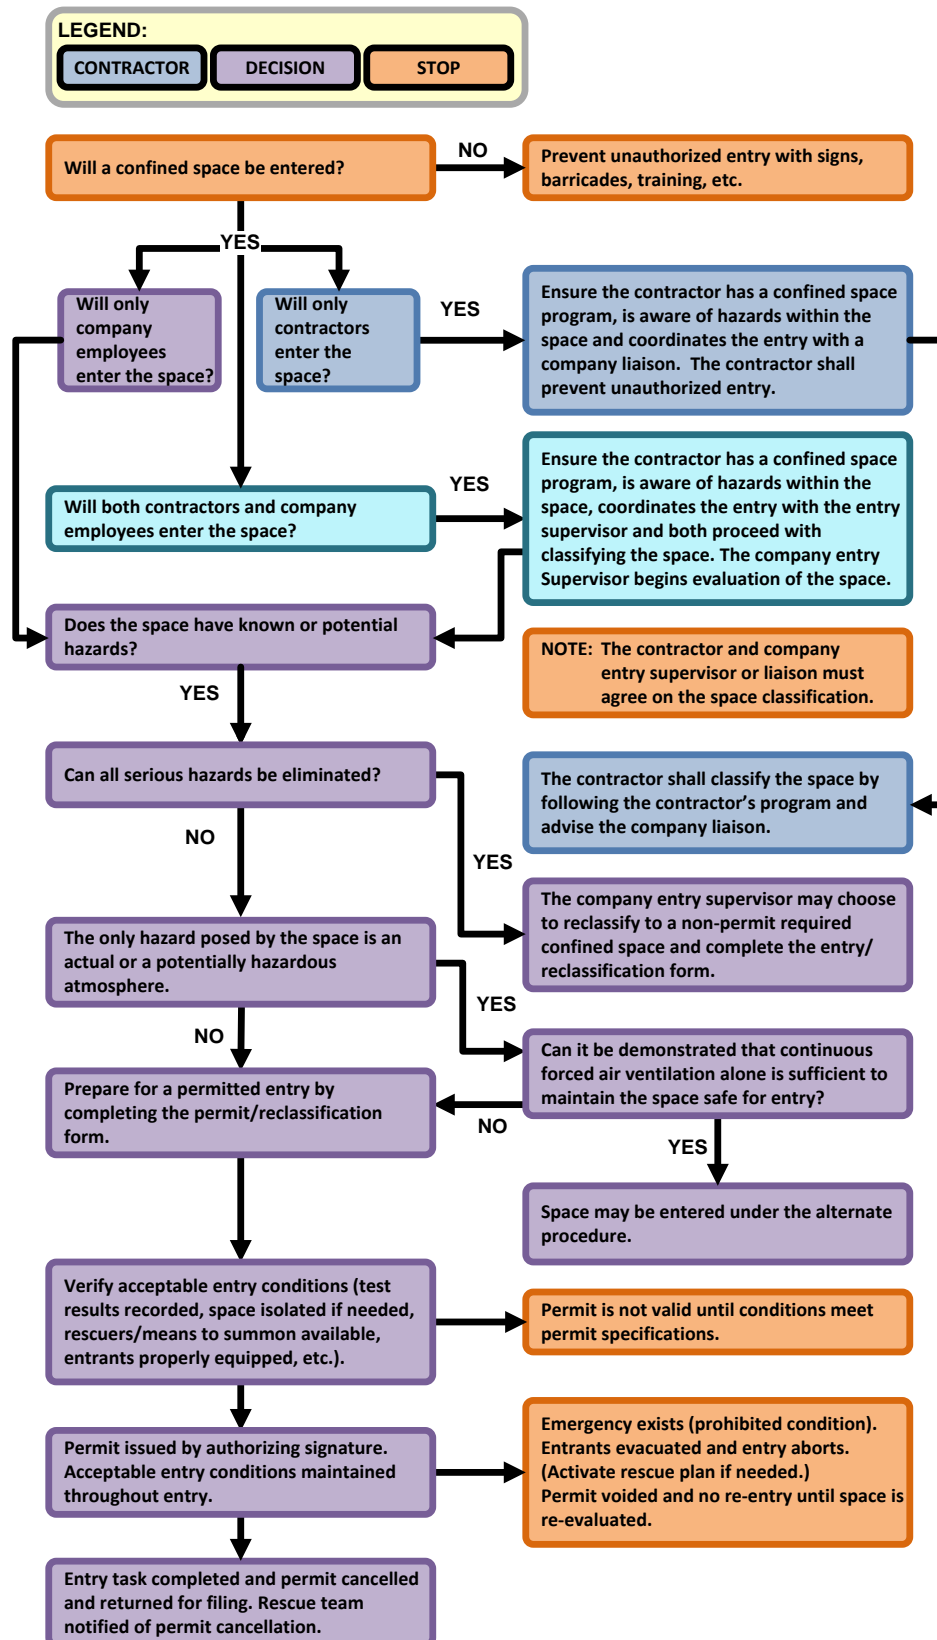 LEGEND:
CONTRACTOR
DECISION
STOP
Will a confined space be entered?
NO
Prevent unauthorized entry with signs,
barricades, training, etc.
YES
Will only
company
employees
enter the space?
Will only
contractors
enter the
space?
YES
Ensure the contractor has a confined space
program, is aware of hazards within the
space and coordinates the entry with a
company liaison.  The contractor shall
prevent unauthorized entry.
Will both contractors and company
employees enter the space?
YES
Ensure the contractor has a confined space
program, is aware of hazards within the
space, coordinates the entry with the entry
supervisor and both proceed with
classifying the space. The company entry
Supervisor begins evaluation of the space.
Does the space have known or potential
hazards?
NOTE:  The contractor and company
entry supervisor or liaison must
agree on the space classification.
YES
Can all serious hazards be eliminated?
The contractor shall classify the space by
following the contractor’s program and
advise the company liaison.
NO
YES
The company entry supervisor may choose
to reclassify to a non-permit required
confined space and complete the entry/
reclassification form.
The only hazard posed by the space is an
actual or a potentially hazardous
atmosphere.
YES
NO
Can it be demonstrated that continuous
forced air ventilation alone is sufficient to
maintain the space safe for entry?
Prepare for a permitted entry by
completing the permit/reclassification
form.
NO
YES
Space may be entered under the alternate
procedure.
Verify acceptable entry conditions (test
results recorded, space isolated if needed,
rescuers/means to summon available,
entrants properly equipped, etc.).
Permit is not valid until conditions meet
permit specifications.
Permit issued by authorizing signature.
Acceptable entry conditions maintained
throughout entry.
Emergency exists (prohibited condition).
Entrants evacuated and entry aborts.
(Activate rescue plan if needed.)
Permit voided and no re-entry until space is
re-evaluated.
Entry task completed and permit cancelled
and returned for filing. Rescue team
notified of permit cancellation.